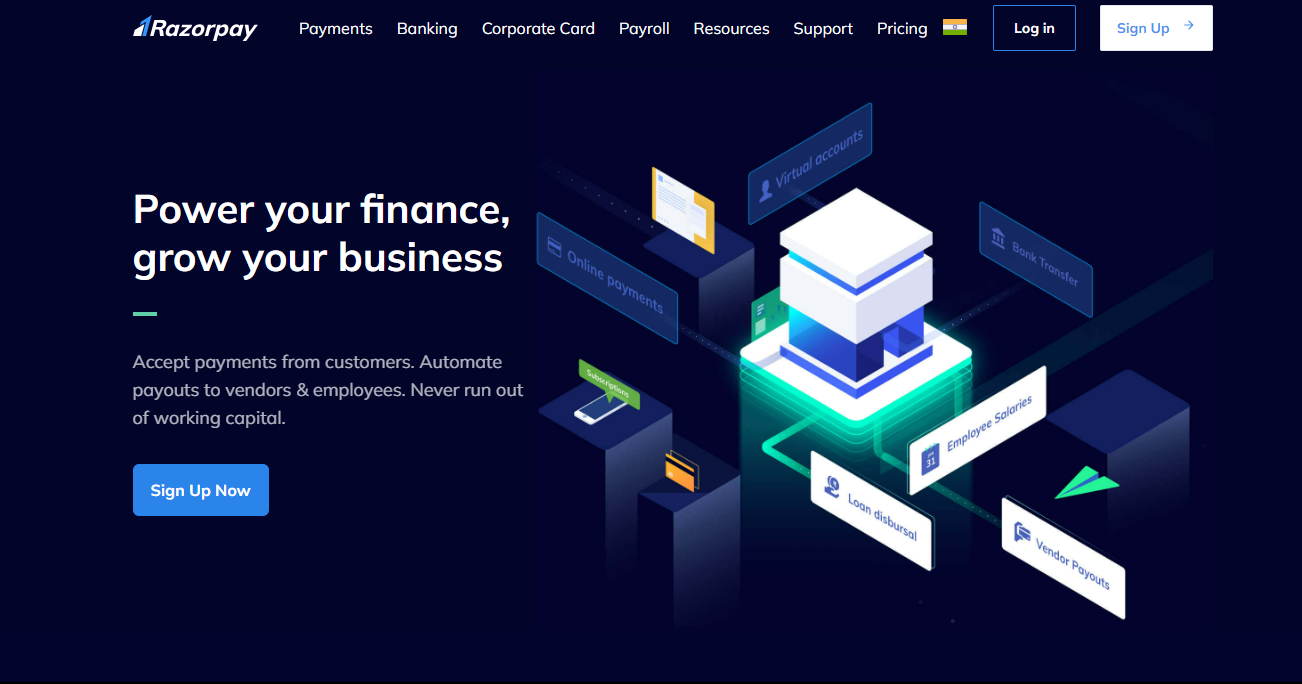 Razorpay
Payments
Banking
Corporate Card
Payroll
Resources
Support
Pricing
Log in
Sign Up
Power your finance,
grow your business
Accept payments from customers. Automate
payouts to vendors & employees. Never run out
of working capital.
Sign Up Now
Virtual accounts
Online payments
Bank Transfer
Subscriptions
Employee Salaries
31
Loan disbursal
Vendor Payouts